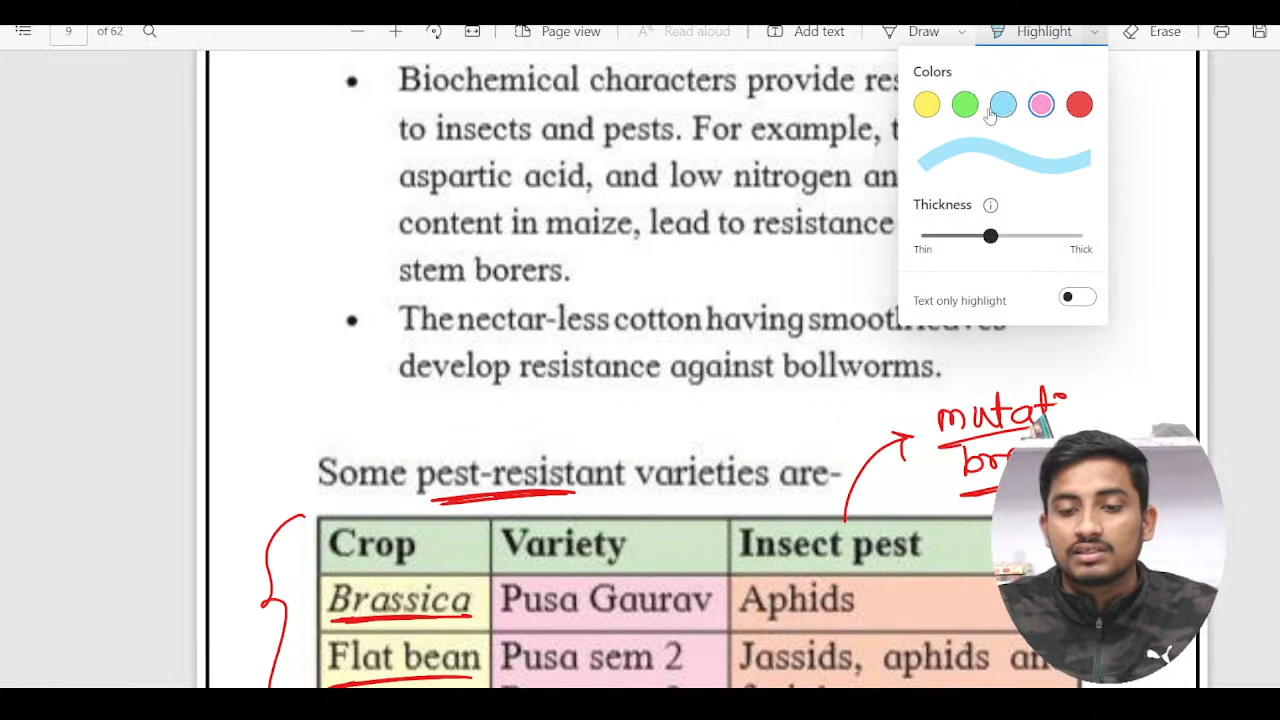 9 of 62 Page view Read aloud Add text Draw Highlight Erase
Colors
Thickness
Thin Thick
Text only highlight
• Biochemical characters provide
to insects and pests. For example,
aspartic acid, and low nitrogen
content in maize, lead to resistance
stem borers.
• The nectar-less cotton having smooth leaves
develop resistance against bollworms.
Some pest-resistant varieties are-
Crop Variety Insect pest
Brassica Pusa Gaurav Aphids
Flat bean Pusa sem 2 Jassids, aphids